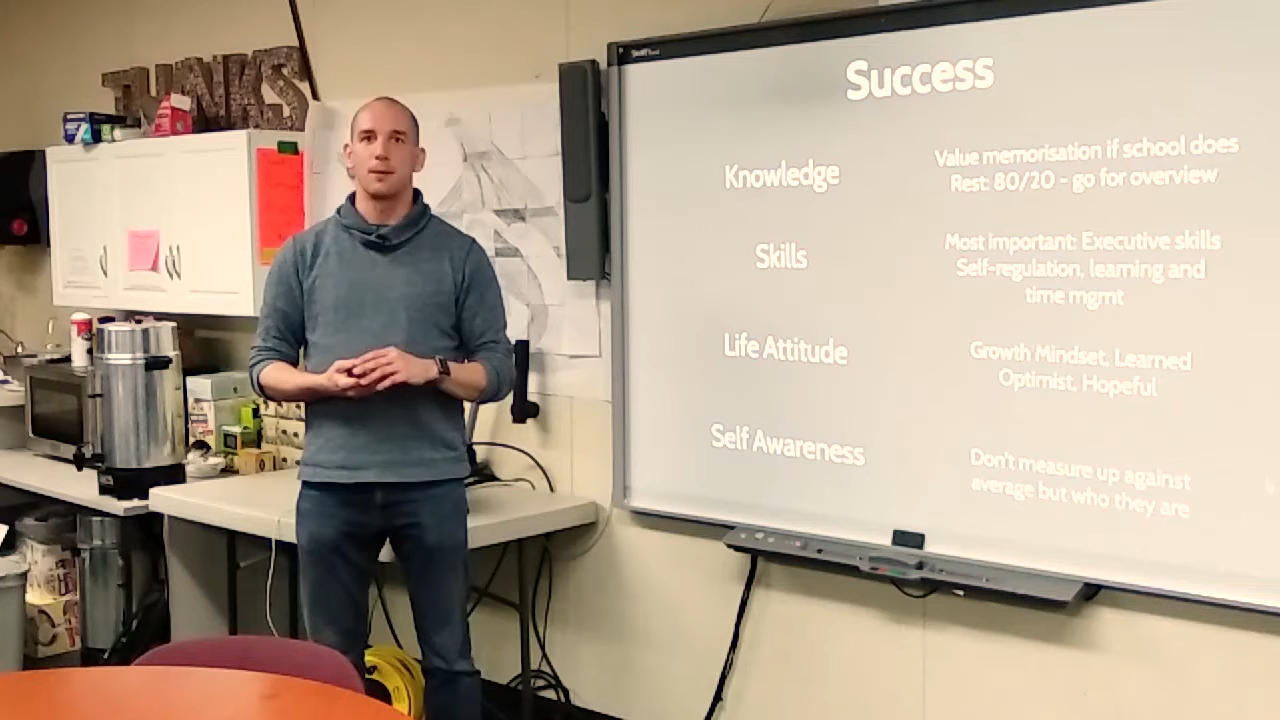 THUNKS
Success
Knowledge
Value memorisation if school does
Rest: 80/20 - go for overview
Skills
Most important: Executive skills
Self-regulation, learning and
time mgmt
Life Attitude
Growth Mindset, Learned
Optimist, Hopeful
Self Awareness
Don't measure up against
average but who they are